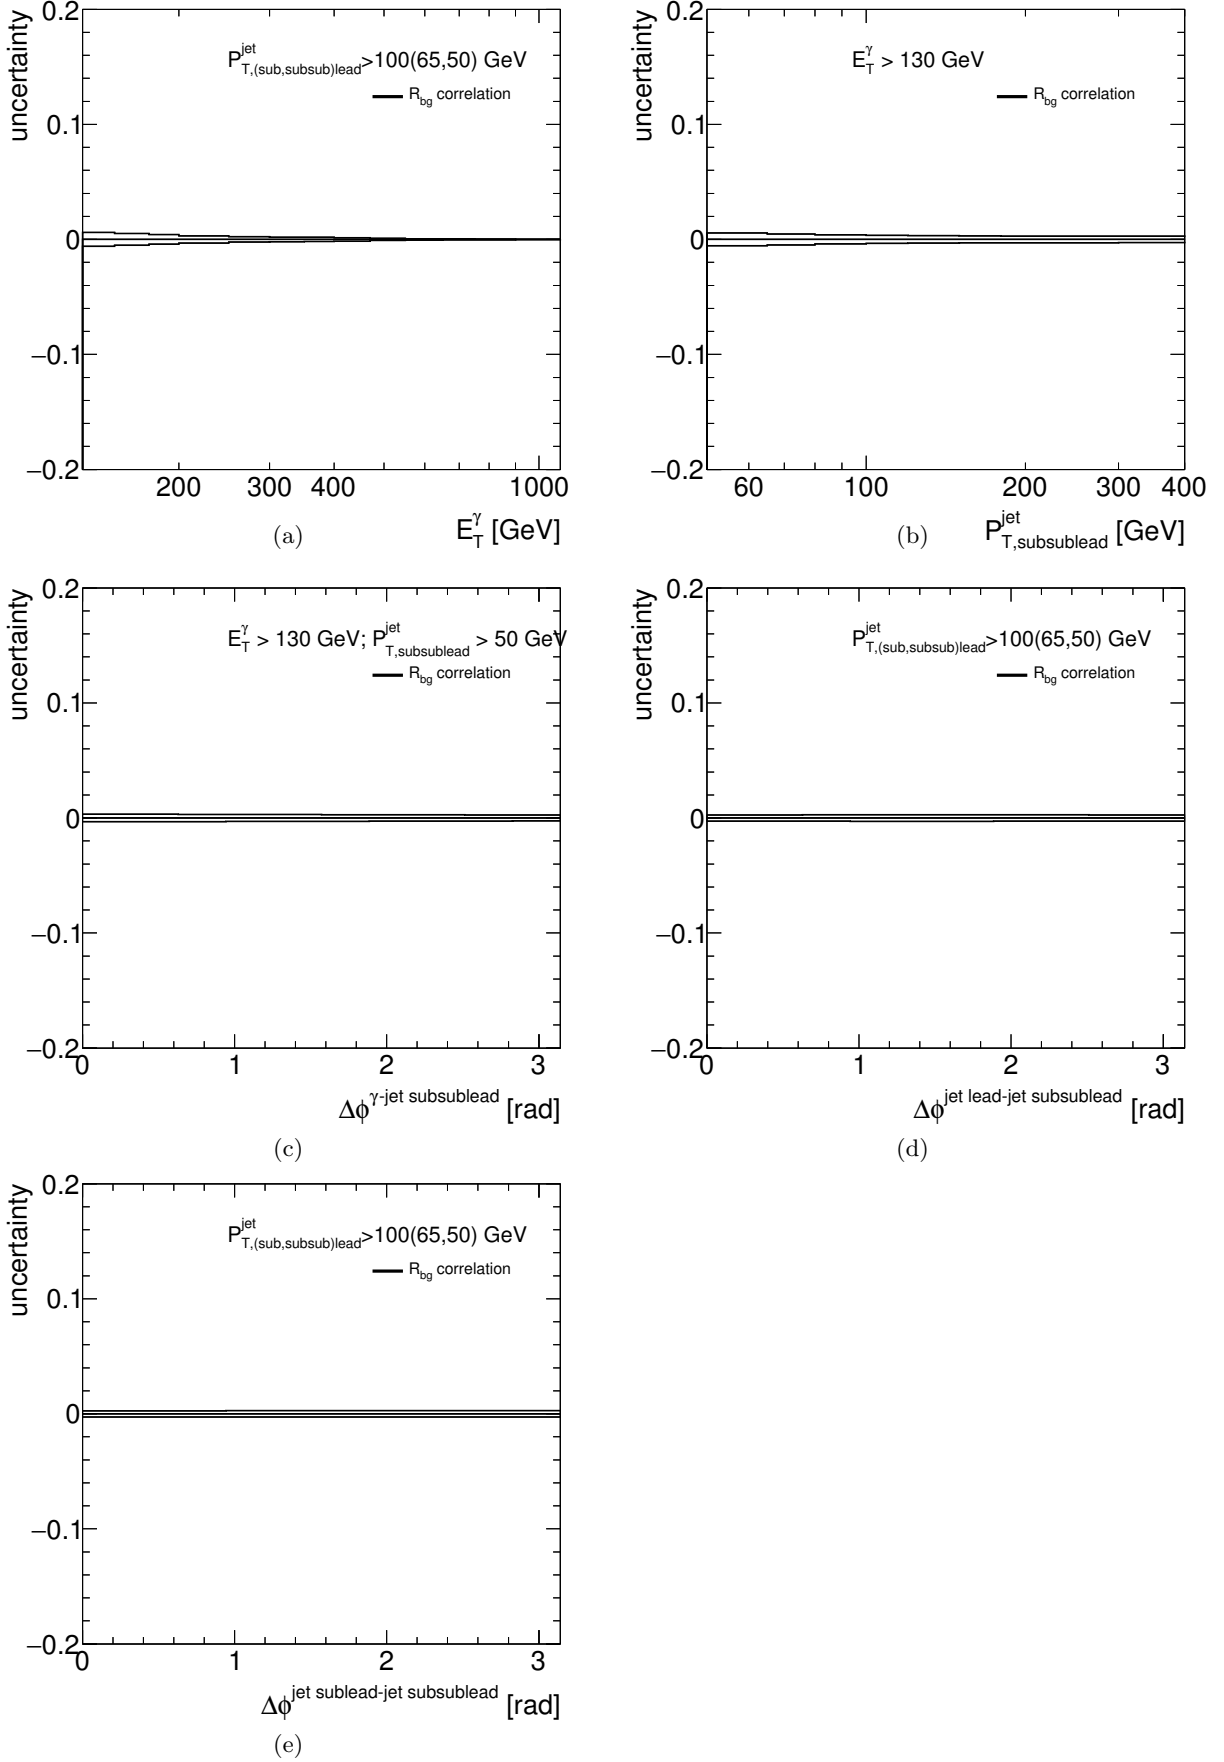 uncertainty
0.2
0.1
0
−0.1
−0.2
P^jet_T,(sub,subsub)lead>100(65,50) GeV
R_bg correlation
200 300 400 1000
E_T^γ [GeV]
(a)
uncertainty
0.2
0.1
0
−0.1
−0.2
E_T^γ > 130 GeV
R_bg correlation
60 100 200 300 400
P^jet_T,subsublead [GeV]
(b)
uncertainty
0.2
0.1
0
−0.1
−0.2
E_T^γ > 130 GeV; P^jet_T,subsublead > 50 GeV
R_bg correlation
0 1 2 3
Δϕ^γ-jet subsublead [rad]
(c)
uncertainty
0.2
0.1
0
−0.1
−0.2
P^jet_T,(sub,subsub)lead>100(65,50) GeV
R_bg correlation
0 1 2 3
Δϕ^jet lead-jet subsublead [rad]
(d)
uncertainty
0.2
0.1
0
−0.1
−0.2
P^jet_T,(sub,subsub)lead>100(65,50) GeV
R_bg correlation
0 1 2 3
Δϕ^jet sublead-jet subsublead [rad]
(e)